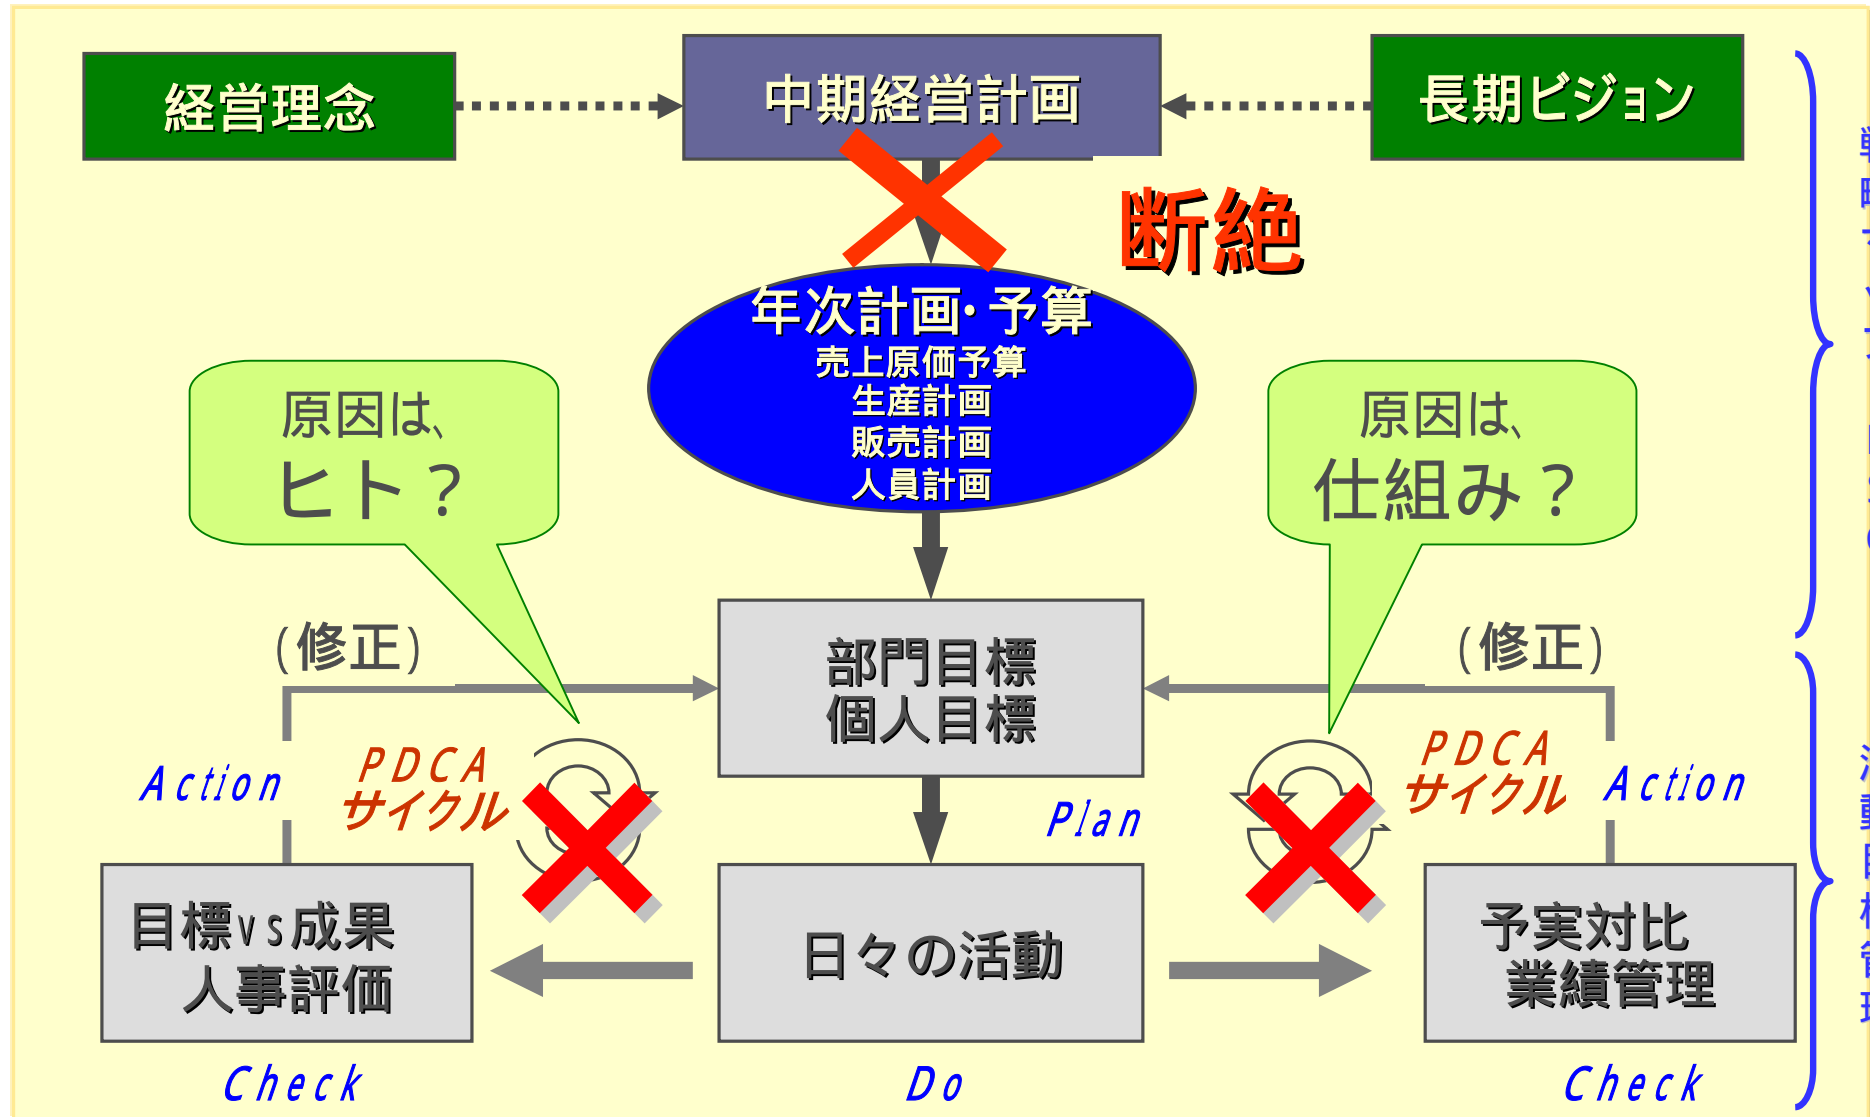 経営理念
中期経営計画
長期ビジョン
断絶
年次計画・予算
売上原価予算
生産計画
販売計画
人員計画
原因は、
ヒト？
原因は、
仕組み？
(修正)
(修正)
部門目標
個人目標
PDCA
サイクル
PDCA
サイクル
Action
Action
Plan
目標vs成果
人事評価
日々の活動
予実対比
業績管理
Check
Do
Check